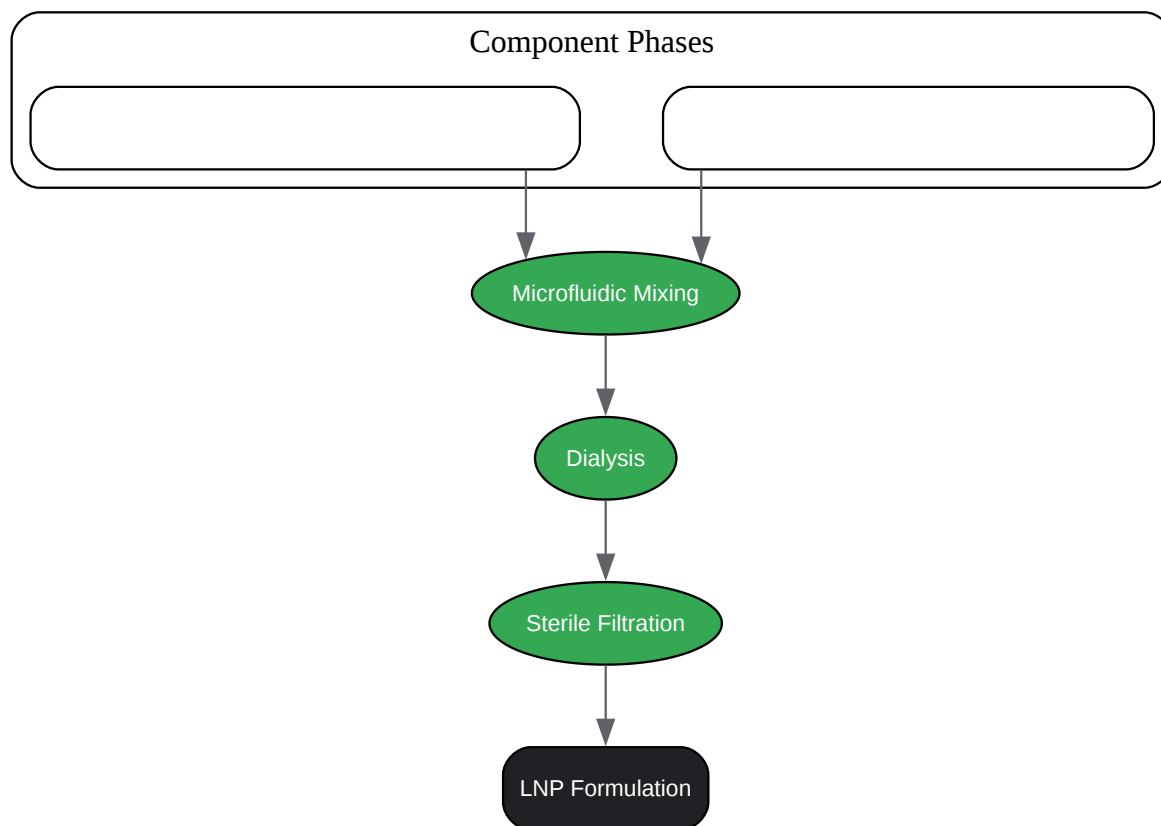 Component Phases
Microfluidic Mixing
Dialysis
Sterile Filtration
LNP Formulation